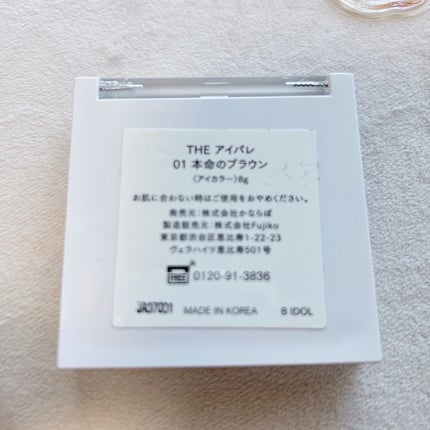 THE アイパレ
01 本命のブラウン
〈アイカラー〉8g
お肌に合わない時はご使用をおやめください。
発売元：株式会社かならぼ
製造販売元：株式会社Fujiko
東京都渋谷区恵比寿1-22-23
ヴェラハイツ恵比寿501号
FREE 0120-91-3836
JA07001 MADE IN KOREA B IDOL